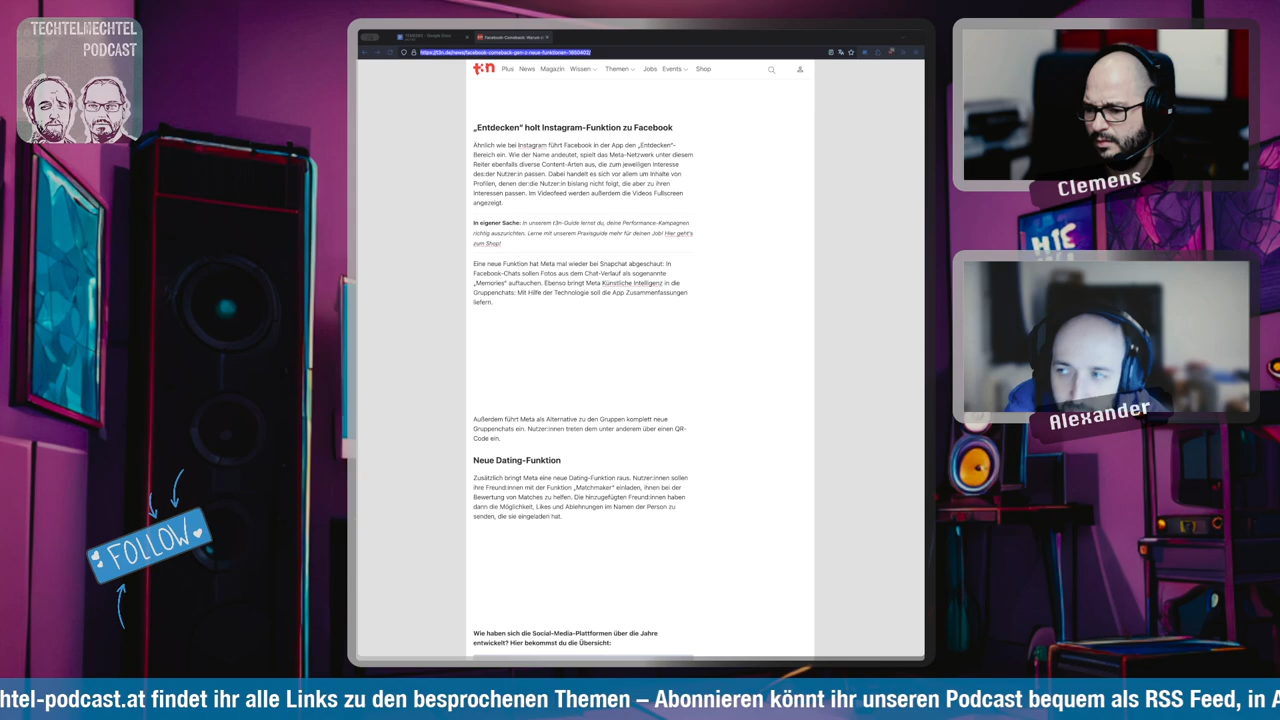 TECHTELMECHTEL
PODCAST
Facebook-Comeback: Warum d
https://t3n.de/news/facebook-comeback-gen-z-neue-funktionen-1650402/
t3n Plus News Magazin Wissen Themen Jobs Events Shop
„Entdecken“ holt Instagram-Funktion zu Facebook
Ähnlich wie bei Instagram führt Facebook in der App den „Entdecken“-
Bereich ein. Wie der Name andeutet, spielt das Meta-Netzwerk unter diesem
Reiter ebenfalls diverse Content-Arten aus, die zum jeweiligen Interesse
des:der Nutzer:in passen. Dabei handelt es sich vor allem um Inhalte von
Profilen, denen der:die Nutzer:in bislang nicht folgt, die aber zu ihren
Interessen passen. Im Videofeed werden außerdem die Videos Fullscreen
angezeigt.
In eigener Sache: In unserem t3n-Guide lernst du, deine Performance-Kampagnen
richtig auszurichten. Lerne mit unserem Praxisguide mehr für deinen Job! Hier geht's
zum Shop!
Eine neue Funktion hat Meta mal wieder bei Snapchat abgeschaut: In
Facebook-Chats sollen Fotos aus dem Chat-Verlauf als sogenannte
„Memories“ auftauchen. Ebenso bringt Meta Künstliche Intelligenz in die
Gruppenchats: Mit Hilfe der Technologie soll die App Zusammenfassungen
liefern.
Außerdem führt Meta als Alternative zu den Gruppen komplett neue
Gruppenchats ein. Nutzer:innen treten dem unter anderem über einen QR-
Code ein.
Neue Dating-Funktion
Zusätzlich bringt Meta eine neue Dating-Funktion raus. Nutzer:innen sollen
ihre Freund:innen mit der Funktion „Matchmaker“ einladen, ihnen bei der
Bewertung von Matches zu helfen. Die hinzugefügten Freund:innen haben
dann die Möglichkeit, Likes und Ablehnungen im Namen der Person zu
senden, die sie eingeladen hat.
Wie haben sich die Social-Media-Plattformen über die Jahre
entwickelt? Hier bekommst du die Übersicht:
Clemens
Alexander
FOLLOW
chtel-podcast.at findet ihr alle Links zu den besprochenen Themen – Abonnieren könnt ihr unseren Podcast bequem als RSS Feed, in A